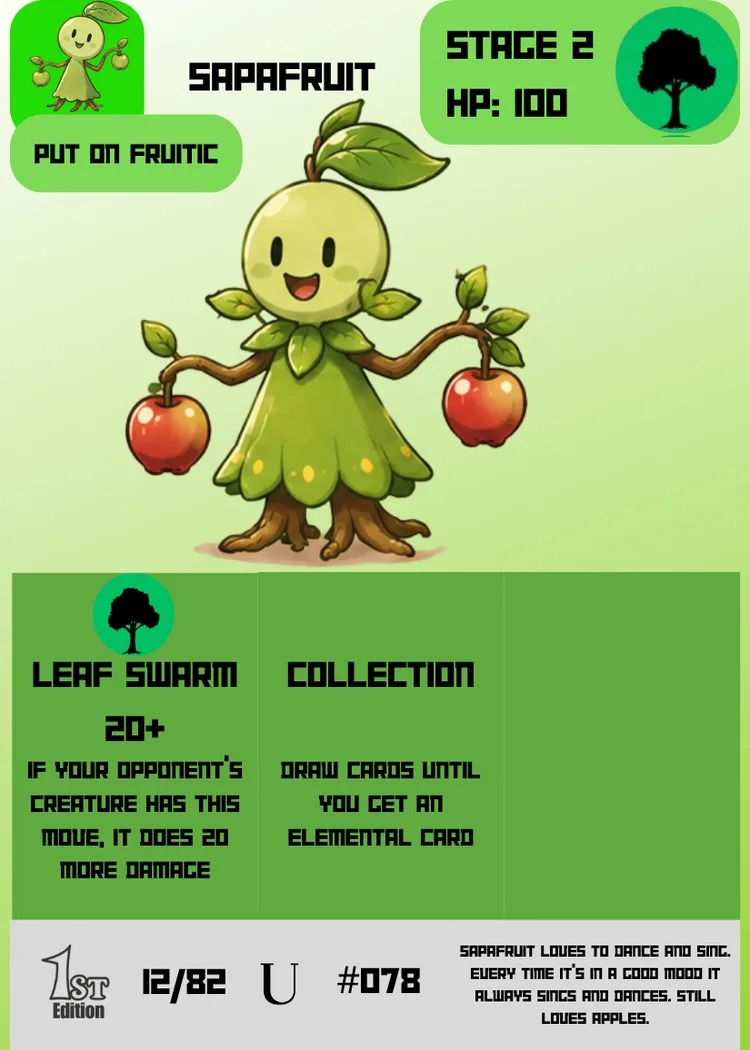 SAPAFRUIT
STAGE 2
HP: 100
PUT ON FRUITIC
LEAF SWARM
20+
IF YOUR OPPONENT'S
CREATURE HAS THIS
MOVE, IT DOES 20
MORE DAMAGE
COLLECTION
DRAW CARDS UNTIL
YOU GET AN
ELEMENTAL CARD
1ST
Edition
12/82
U
#078
SAPAFRUIT LOVES TO DANCE AND SING.
EVERY TIME IT'S IN A GOOD MOOD IT
ALWAYS SINGS AND DANCES. STILL
LOVES APPLES.